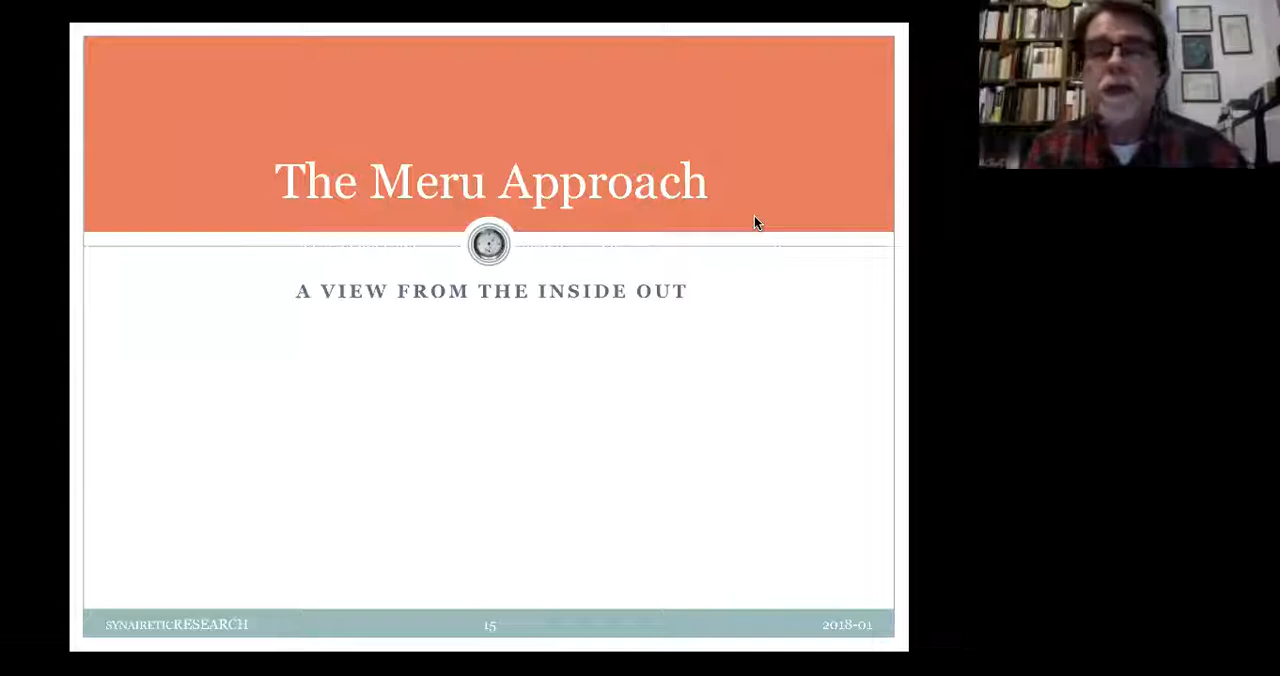 The Meru Approach
A VIEW FROM THE INSIDE OUT
SYNAIRETICRESEARCH
15
2018-01